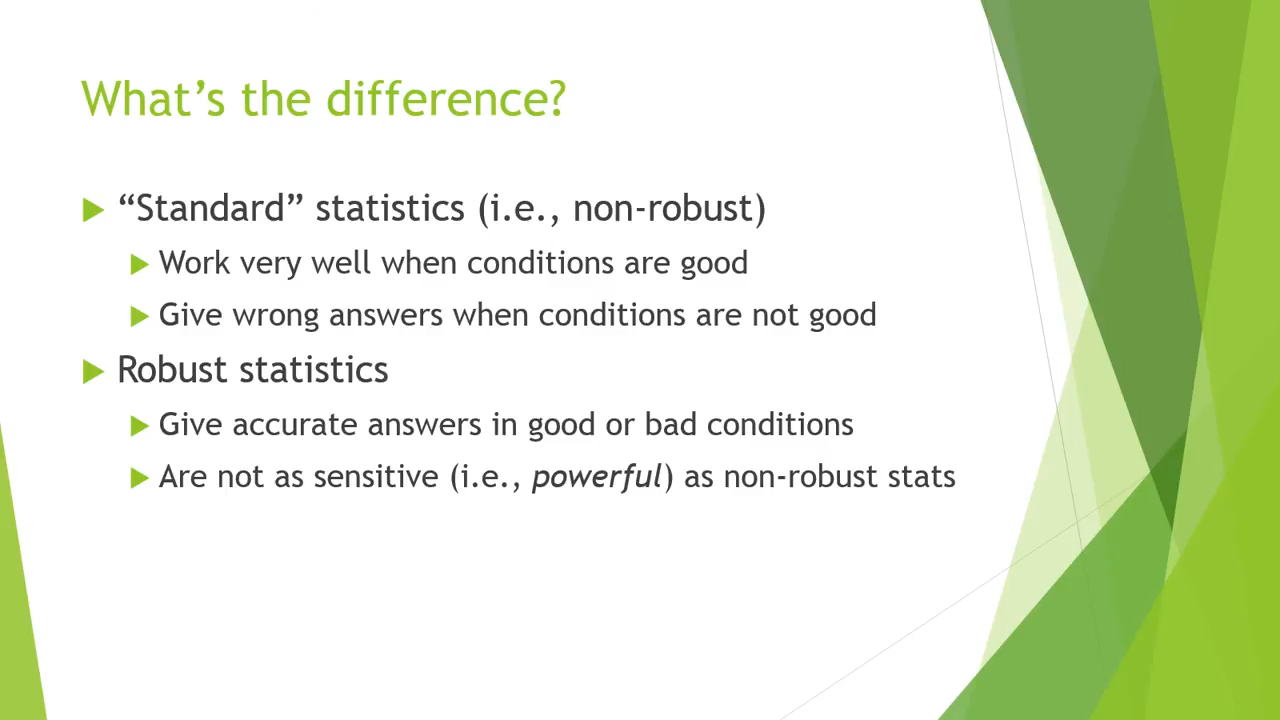 What’s the difference?
“Standard” statistics (i.e., non-robust)
Work very well when conditions are good
Give wrong answers when conditions are not good
Robust statistics
Give accurate answers in good or bad conditions
Are not as sensitive (i.e., powerful) as non-robust stats